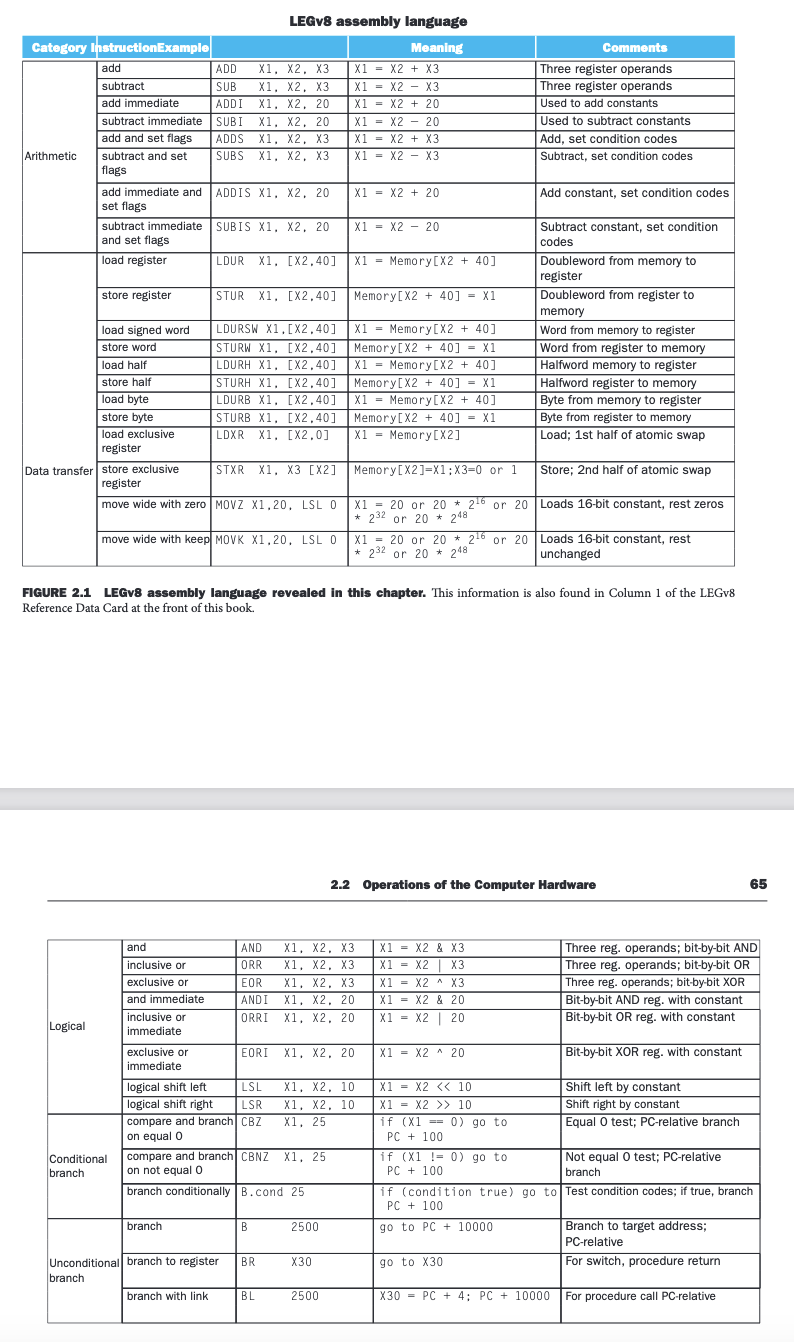 LEGv8 assembly language
Category InstructionExample Meaning Comments
Arithmetic
add ADD X1, X2, X3 X1 = X2 + X3 Three register operands
subtract SUB X1, X2, X3 X1 = X2 − X3 Three register operands
add immediate ADDI X1, X2, 20 X1 = X2 + 20 Used to add constants
subtract immediate SUBI X1, X2, 20 X1 = X2 − 20 Used to subtract constants
add and set flags ADDS X1, X2, X3 X1 = X2 + X3 Add, set condition codes
subtract and set SUBS X1, X2, X3 X1 = X2 − X3 Subtract, set condition codes
flags
add immediate and ADDIS X1, X2, 20 X1 = X2 + 20 Add constant, set condition codes
set flags
subtract immediate SUBIS X1, X2, 20 X1 = X2 − 20 Subtract constant, set condition
and set flags codes
Data transfer
load register LDUR X1, [X2,40] X1 = Memory[X2 + 40] Doubleword from memory to
register
store register STUR X1, [X2,40] Memory[X2 + 40] = X1 Doubleword from register to
memory
load signed word LDURSW X1,[X2,40] X1 = Memory[X2 + 40] Word from memory to register
store word STURW X1, [X2,40] Memory[X2 + 40] = X1 Word from register to memory
load half LDURH X1, [X2,40] X1 = Memory[X2 + 40] Halfword memory to register
store half STURH X1, [X2,40] Memory[X2 + 40] = X1 Halfword register to memory
load byte LDURB X1, [X2,40] X1 = Memory[X2 + 40] Byte from memory to register
store byte STURB X1, [X2,40] Memory[X2 + 40] = X1 Byte from register to memory
load exclusive LDXR X1, [X2,0] X1 = Memory[X2] Load; 1st half of atomic swap
register
store exclusive STXR X1, X3 [X2] Memory[X2]=X1;X3=0 or 1 Store; 2nd half of atomic swap
register
move wide with zero MOVZ X1,20, LSL 0 X1 = 20 or 20 * 2^16 or 20 Loads 16-bit constant, rest zeros
* 2^32 or 20 * 2^48
move wide with keep MOVK X1,20, LSL 0 X1 = 20 or 20 * 2^16 or 20 Loads 16-bit constant, rest
* 2^32 or 20 * 2^48 unchanged
FIGURE 2.1 LEGv8 assembly language revealed in this chapter. This information is also found in Column 1 of the LEGv8
Reference Data Card at the front of this book.
2.2 Operations of the Computer Hardware 65
Logical
and AND X1, X2, X3 X1 = X2 & X3 Three reg. operands; bit-by-bit AND
inclusive or ORR X1, X2, X3 X1 = X2 | X3 Three reg. operands; bit-by-bit OR
exclusive or EOR X1, X2, X3 X1 = X2 ^ X3 Three reg. operands; bit-by-bit XOR
and immediate ANDI X1, X2, 20 X1 = X2 & 20 Bit-by-bit AND reg. with constant
inclusive or ORRI X1, X2, 20 X1 = X2 | 20 Bit-by-bit OR reg. with constant
immediate
exclusive or EORI X1, X2, 20 X1 = X2 ^ 20 Bit-by-bit XOR reg. with constant
immediate
logical shift left LSL X1, X2, 10 X1 = X2 << 10 Shift left by constant
logical shift right LSR X1, X2, 10 X1 = X2 >> 10 Shift right by constant
Conditional
branch
compare and branch CBZ X1, 25 if (X1 == 0) go to Equal 0 test; PC-relative branch
on equal 0 PC + 100
compare and branch CBNZ X1, 25 if (X1 != 0) go to Not equal 0 test; PC-relative
on not equal 0 PC + 100 branch
branch conditionally B.cond 25 if (condition true) go to Test condition codes; if true, branch
PC + 100
Unconditional
branch
branch B 2500 go to PC + 10000 Branch to target address;
PC-relative
branch to register BR X30 go to X30 For switch, procedure return
branch with link BL 2500 X30 = PC + 4; PC + 10000 For procedure call PC-relative